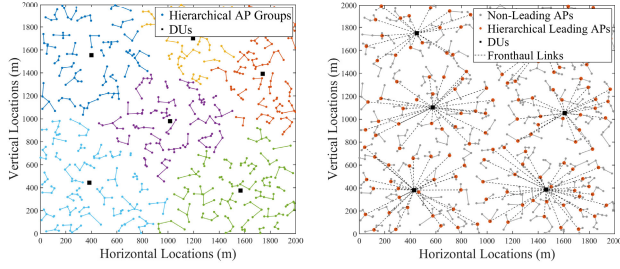 Hierarchical AP Groups
DUs
Vertical Locations (m)
2000
1800
1600
1400
1200
1000
800
600
400
200
0
0 200 400 600 800 1000 1200 1400 1600 1800 2000
Horizontal Locations (m)
Non-Leading APs
Hierarchical Leading APs
DUs
Fronthaul Links
Vertical Locations (m)
2000
1800
1600
1400
1200
1000
800
600
400
200
0
0 200 400 600 800 1000 1200 1400 1600 1800 2000
Horizontal Locations (m)